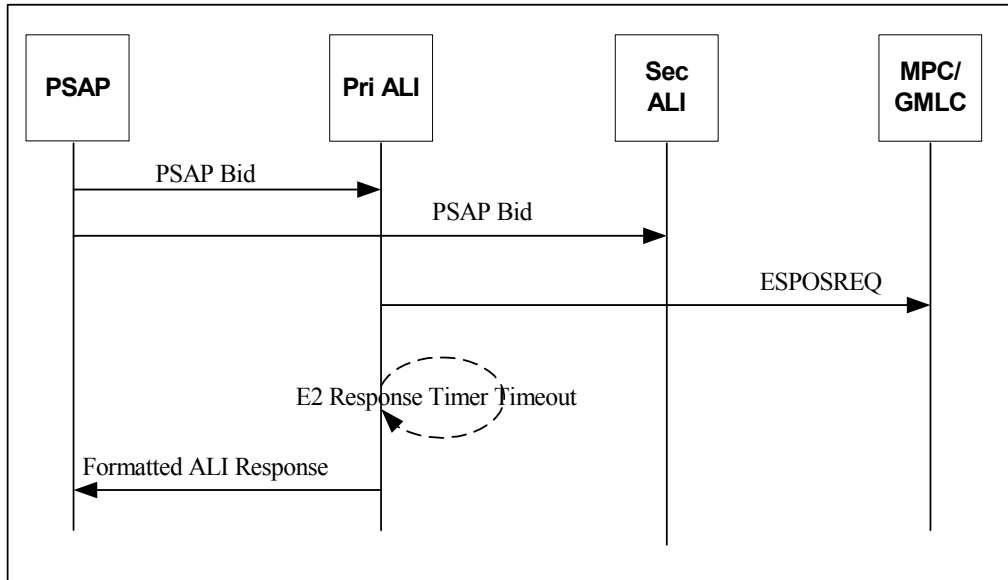 PSAP
Pri ALI
Sec
ALI
MPC/
GMLC
PSAP Bid
PSAP Bid
ESPOSREQ
E2 Response Timer Timeout
Formatted ALI Response